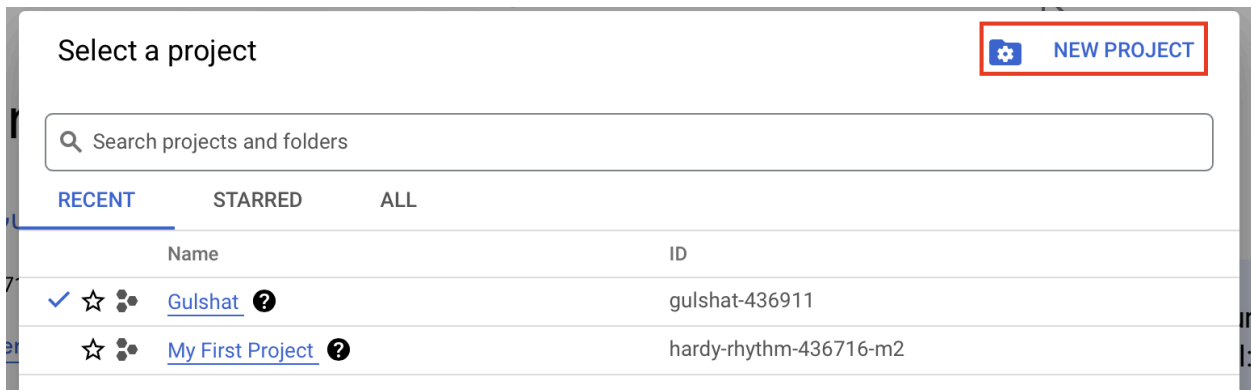 Select a project
NEW PROJECT
Search projects and folders
RECENT STARRED ALL
Name ID
Gulshat ? gulshat-436911
My First Project ? hardy-rhythm-436716-m2